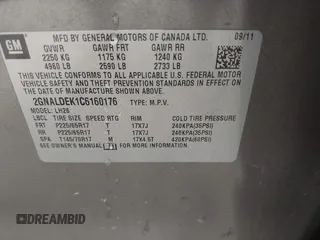 GM
MFD BY GENERAL MOTORS OF CANADA LTD.
09/11
GVWR GAWR FRT GAWR RR
2250 KG 1175 KG 1240 KG
4960 LB 2590 LB 2733 LB
THIS VEHICLE CONFORMS TO ALL APPLICABLE U.S. FEDERAL MOTOR
VEHICLE SAFETY, BUMPER, AND THEFT PREVENTION STANDARDS IN
EFFECT ON THE DATE OF MANUFACTURE SHOWN ABOVE.
2GNALDEK1C6160176 TYPE: M.P.V.
MODEL: LH26
LBCL TIRE SIZE SPEED RTG RIM COLD TIRE PRESSURE
FRT P225/65R17 T 17X7J 240KPA(35PSI)
RR P225/65R17 T 17X7J 240KPA(35PSI)
SPA T145/70R17 M 17X4.5T 420KPA(60PSI)
SEE OWNER'S MANUAL FOR ADDITIONAL INFORMATION.
© AUTOBIDMASTER